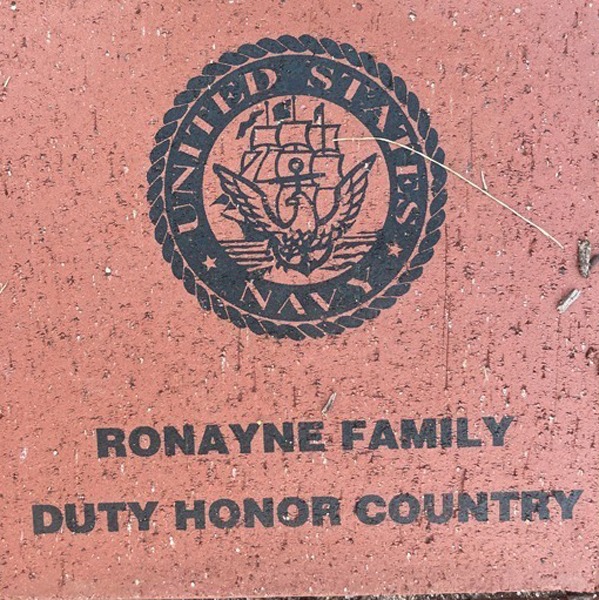 UNITED STATES
NAVY
RONAYNE FAMILY
DUTY HONOR COUNTRY